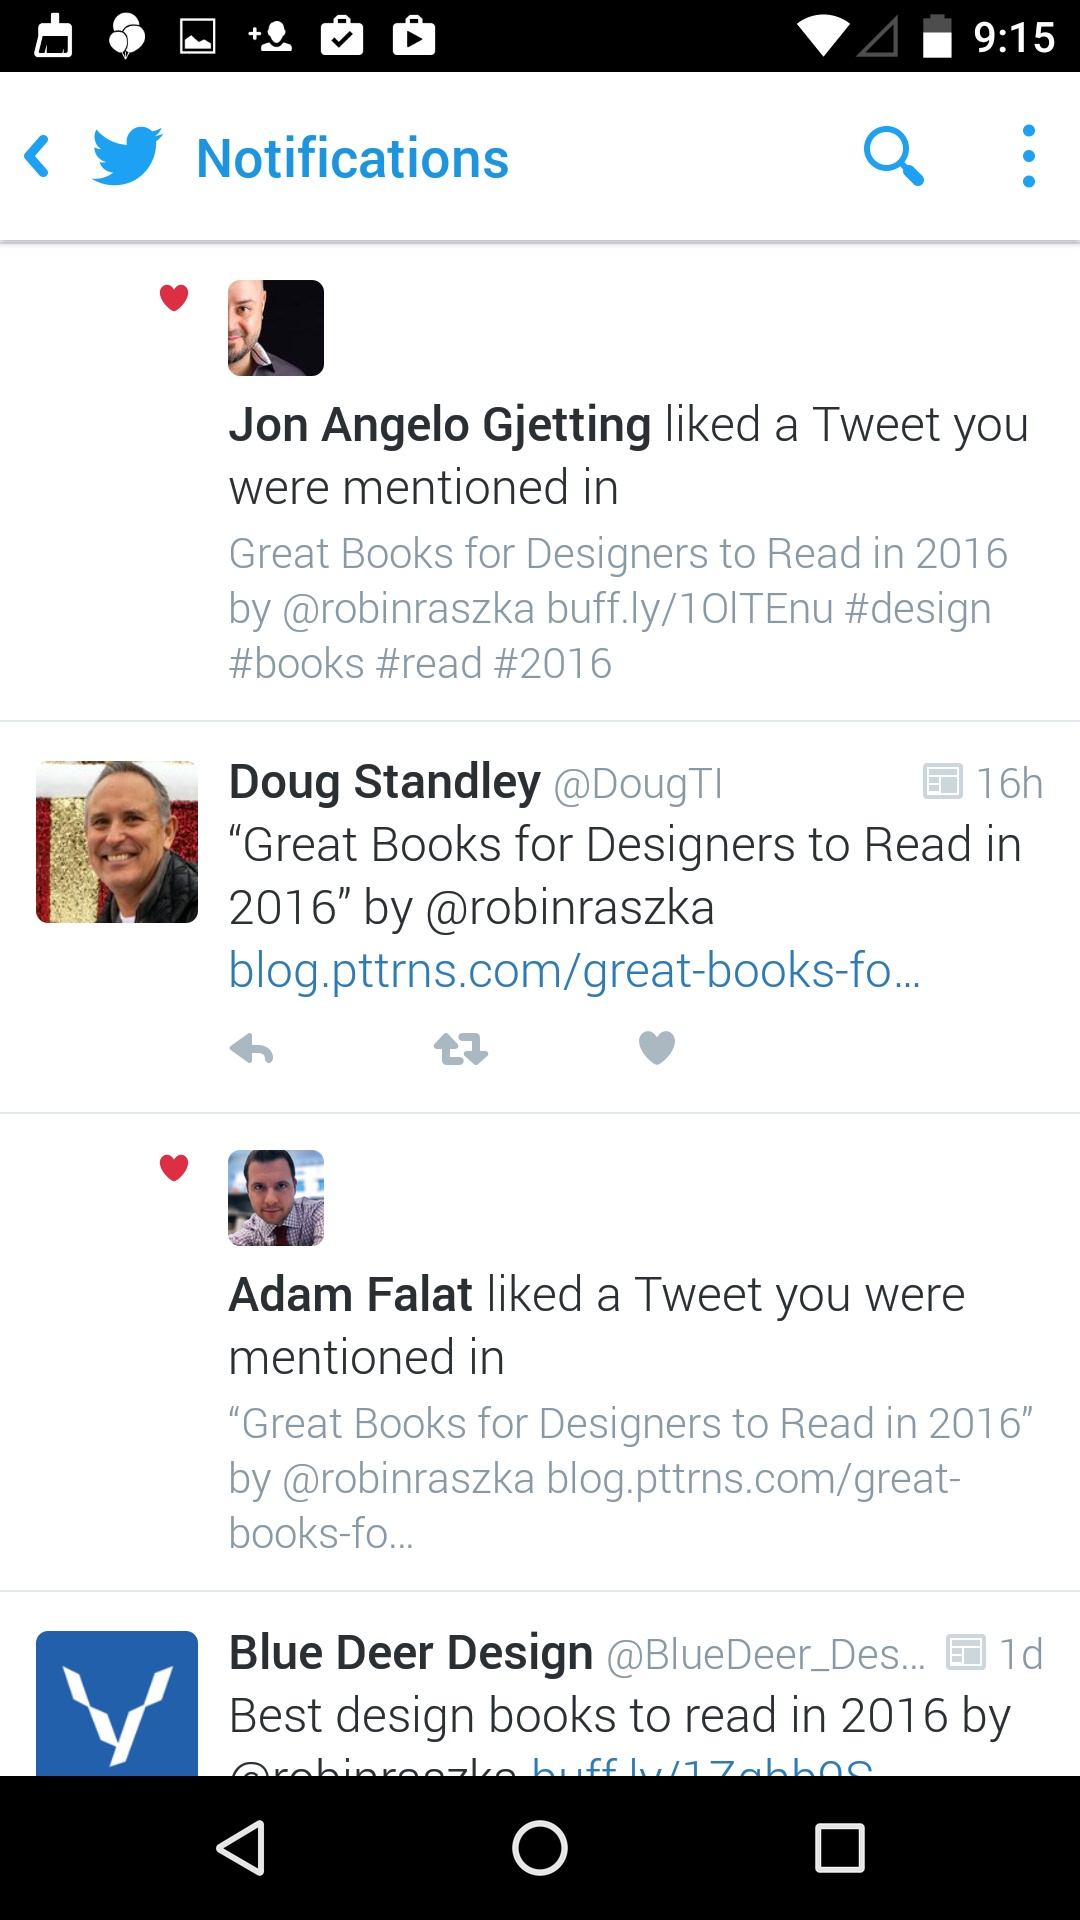 9:15
Notifications
Jon Angelo Gjetting liked a Tweet you
were mentioned in
Great Books for Designers to Read in 2016
by @robinraszka buff.ly/1OlTEnu #design
#books #read #2016
Doug Standley @DougTI 16h
“Great Books for Designers to Read in
2016” by @robinraszka
blog.pttrns.com/great-books-fo…
Adam Falat liked a Tweet you were
mentioned in
“Great Books for Designers to Read in 2016”
by @robinraszka blog.pttrns.com/great-
books-fo…
Blue Deer Design @BlueDeer_Des… 1d
Best design books to read in 2016 by
@robinraszka